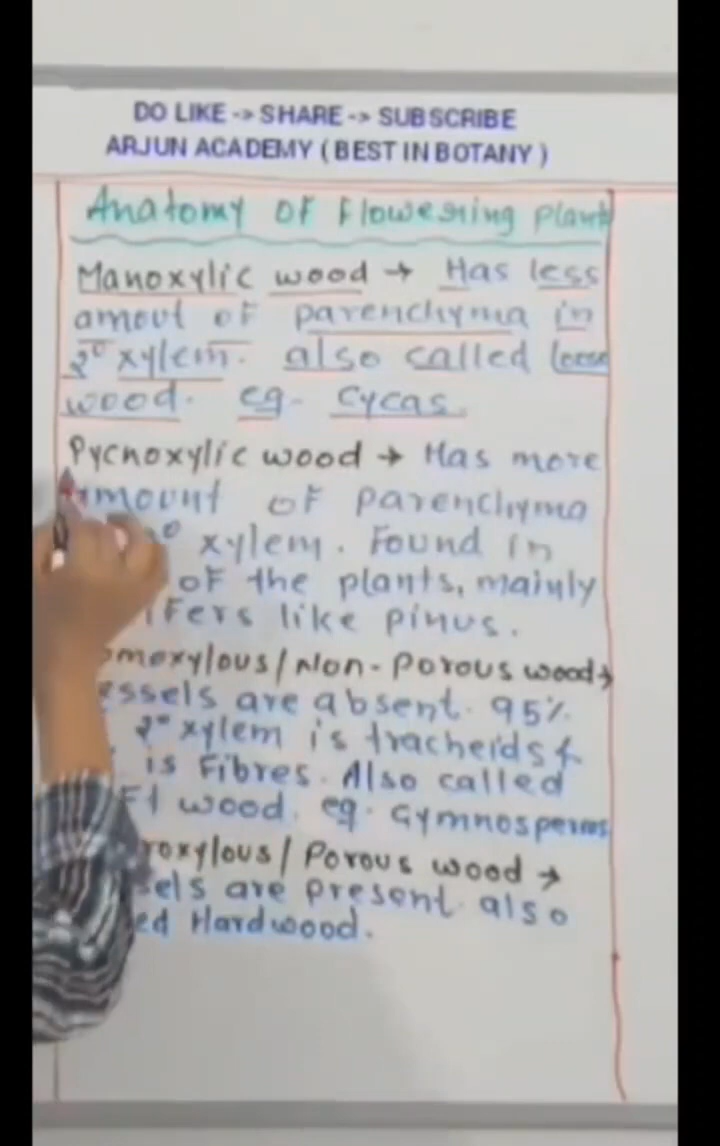 DO LIKE -> SHARE -> SUBSCRIBE
ARJUN ACADEMY ( BEST IN BOTANY )
Anatomy of Flowering Plant
Manoxylic wood → Has less
amout of parenchyma in
2° xylem. also called loose
wood. eg- cycas.
Pycnoxylic wood → Has more
amount of parenchyma
xylem. Found in
of the plants, mainly
like pinus.
/ Non-Porous wood →
are absent. 95%
2° xylem is tracheids &
is Fibres. Also called
wood. eg. Gymnosperms
/ Porous wood →
are present. also
Hardwood.